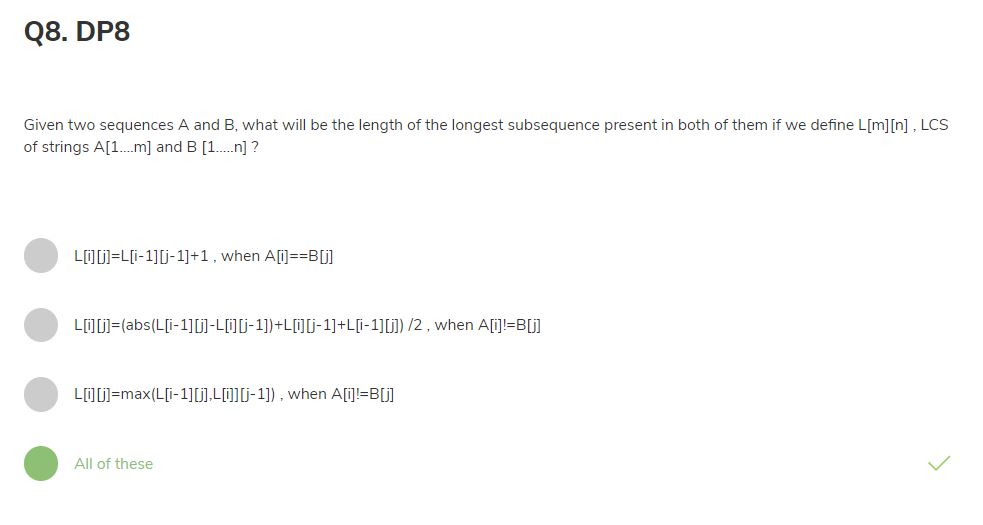 Q8. DP8
Given two sequences A and B, what will be the length of the longest subsequence present in both of them if we define L[m][n] , LCS
of strings A[1....m] and B [1.....n] ?
L[i][j]=L[i-1][j-1]+1 , when A[i]==B[j]
L[i][j]=(abs(L[i-1][j]-L[i][j-1])+L[i][j-1]+L[i-1][j]) /2 , when A[i]!=B[j]
L[i][j]=max(L[i-1][j],L[i]][j-1]) , when A[i]!=B[j]
All of these